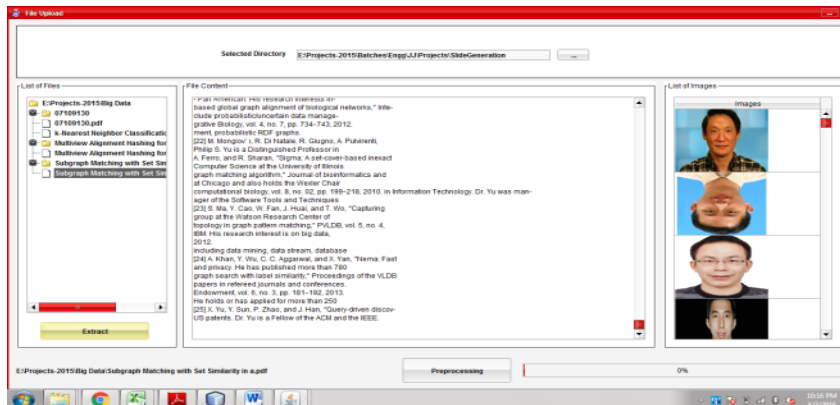 File Upload
Selected Directory E:\Projects-2015\Batches\Engg\JJ\Projects\SlideGeneration ...
List of Files
E:\Projects-2015\Big Data
07109130
07109130.pdf
k-Nearest Neighbor Classificatio
Multiview Alignment Hashing for
Multiview Alignment Hashing for
Subgraph Matching with Set Sim
Subgraph Matching with Set Sim
Extract
File Content
Pan American. His research interests in-
based global graph alignment of biological networks," Inte-
clude probabilistic/uncertain data manage-
grative Biology, vol. 4, no. 7, pp. 734–743, 2012.
ment, probabilistic RDF graphs.
[22] M. Mongiov' ı, R. Di Natale, R. Giugno, A. Pulvirenti,
Philip S. Yu is a Distinguished Professor in
A. Ferro, and R. Sharan, "Sigma: A set-cover-based inexact
Computer Science at the University of Illinois
graph matching algorithm," Journal of bioinformatics and
at Chicago and also holds the Wexler Chair
computational biology, vol. 8, no. 02, pp. 199–218, 2010. in Information Technology. Dr. Yu was man-
ager of the Software Tools and Techniques
[23] S. Ma, Y. Cao, W. Fan, J. Huai, and T. Wo, "Capturing
group at the Watson Research Center of
topology in graph pattern matching," PVLDB, vol. 5, no. 4,
IBM. His research interest is on big data,
2012.
including data mining, data stream, database
[24] A. Khan, Y. Wu, C. C. Aggarwal, and X. Yan, "Nema: Fast
and privacy. He has published more than 780
graph search with label similarity," Proceedings of the VLDB
papers in refereed journals and conferences.
Endowment, vol. 6, no. 3, pp. 181–192, 2013.
He holds or has applied for more than 250
[25] X. Yu, Y. Sun, P. Zhao, and J. Han, "Query-driven discov-
US patents. Dr. Yu is a Fellow of the ACM and the IEEE.
List of Images
Images
E:\Projects-2015\Big Data\Subgraph Matching with Set Similarity in a.pdf
Preprocessing
0%
10:16 PM